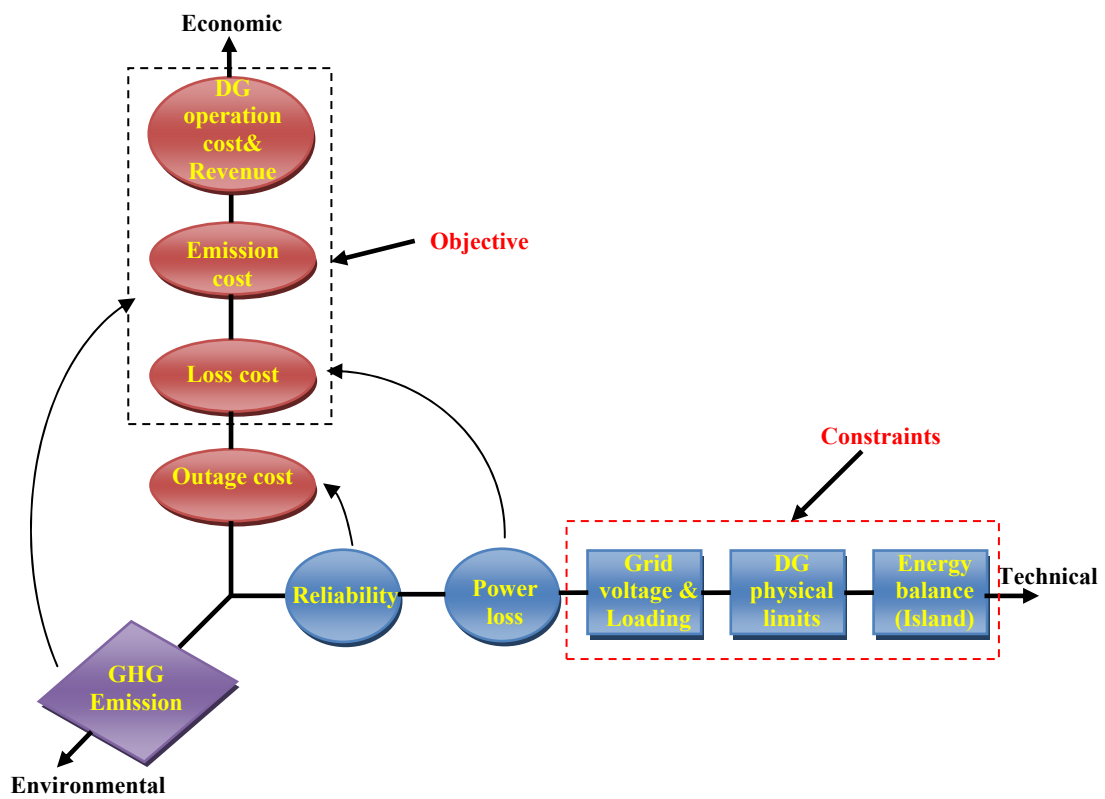 Economic
DG
operation
cost&
Revenue
Emission
cost
Objective
Loss cost
Outage cost
Constraints
Reliability
Power
loss
Grid
voltage &
Loading
DG
physical
limits
Energy
balance
(Island)
Technical
GHG
Emission
Environmental